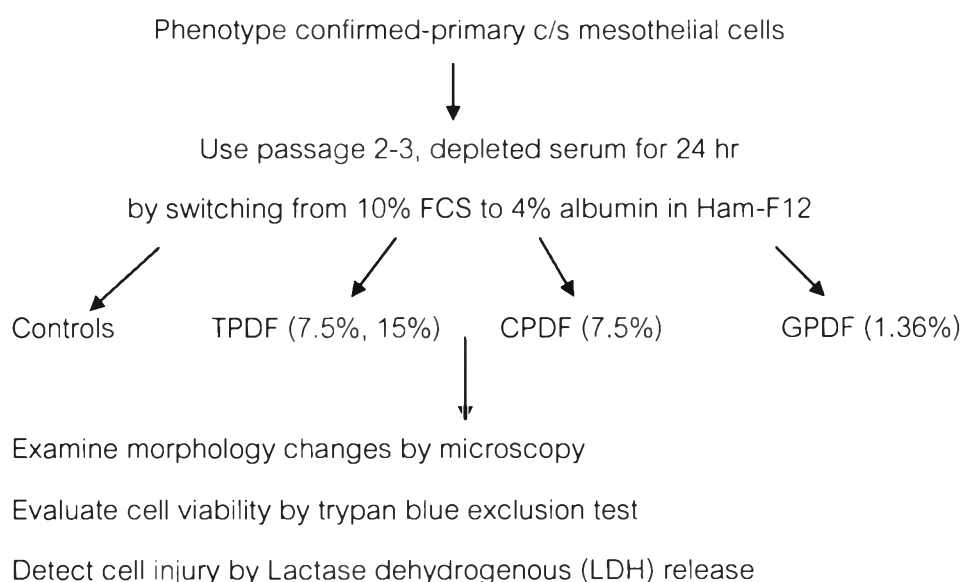 Phenotype confirmed-primary c/s mesothelial cells
Use passage 2-3, depleted serum for 24 hr
by switching from 10% FCS to 4% albumin in Ham-F12
Controls TPDF (7.5%, 15%) CPDF (7.5%) GPDF (1.36%)
Examine morphology changes by microscopy
Evaluate cell viability by trypan blue exclusion test
Detect cell injury by Lactase dehydrogenous (LDH) release